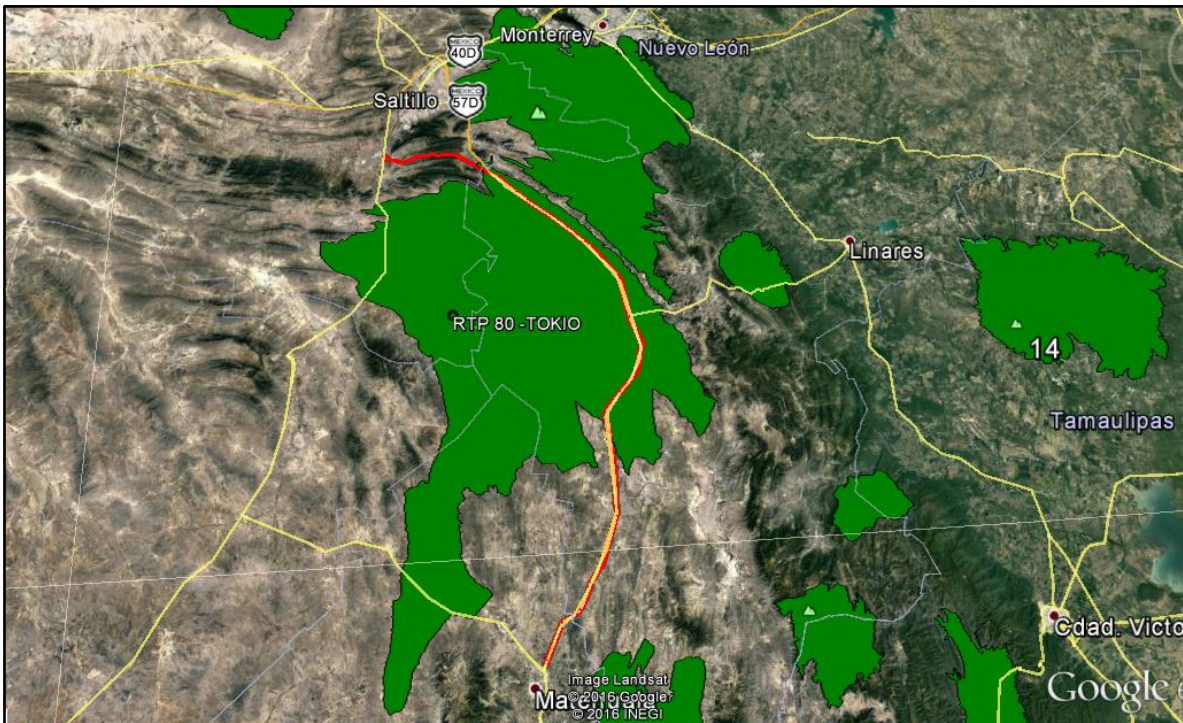 Monterrey
Nuevo León
MEXICO
40D
Saltillo
MEXICO
57D
Linares
RTP 80 -TOKIO
14
Tamaulipas
Cdad. Victo
Image Landsat
© 2016 Google
© 2016 INEGI
Matehuala
Google e